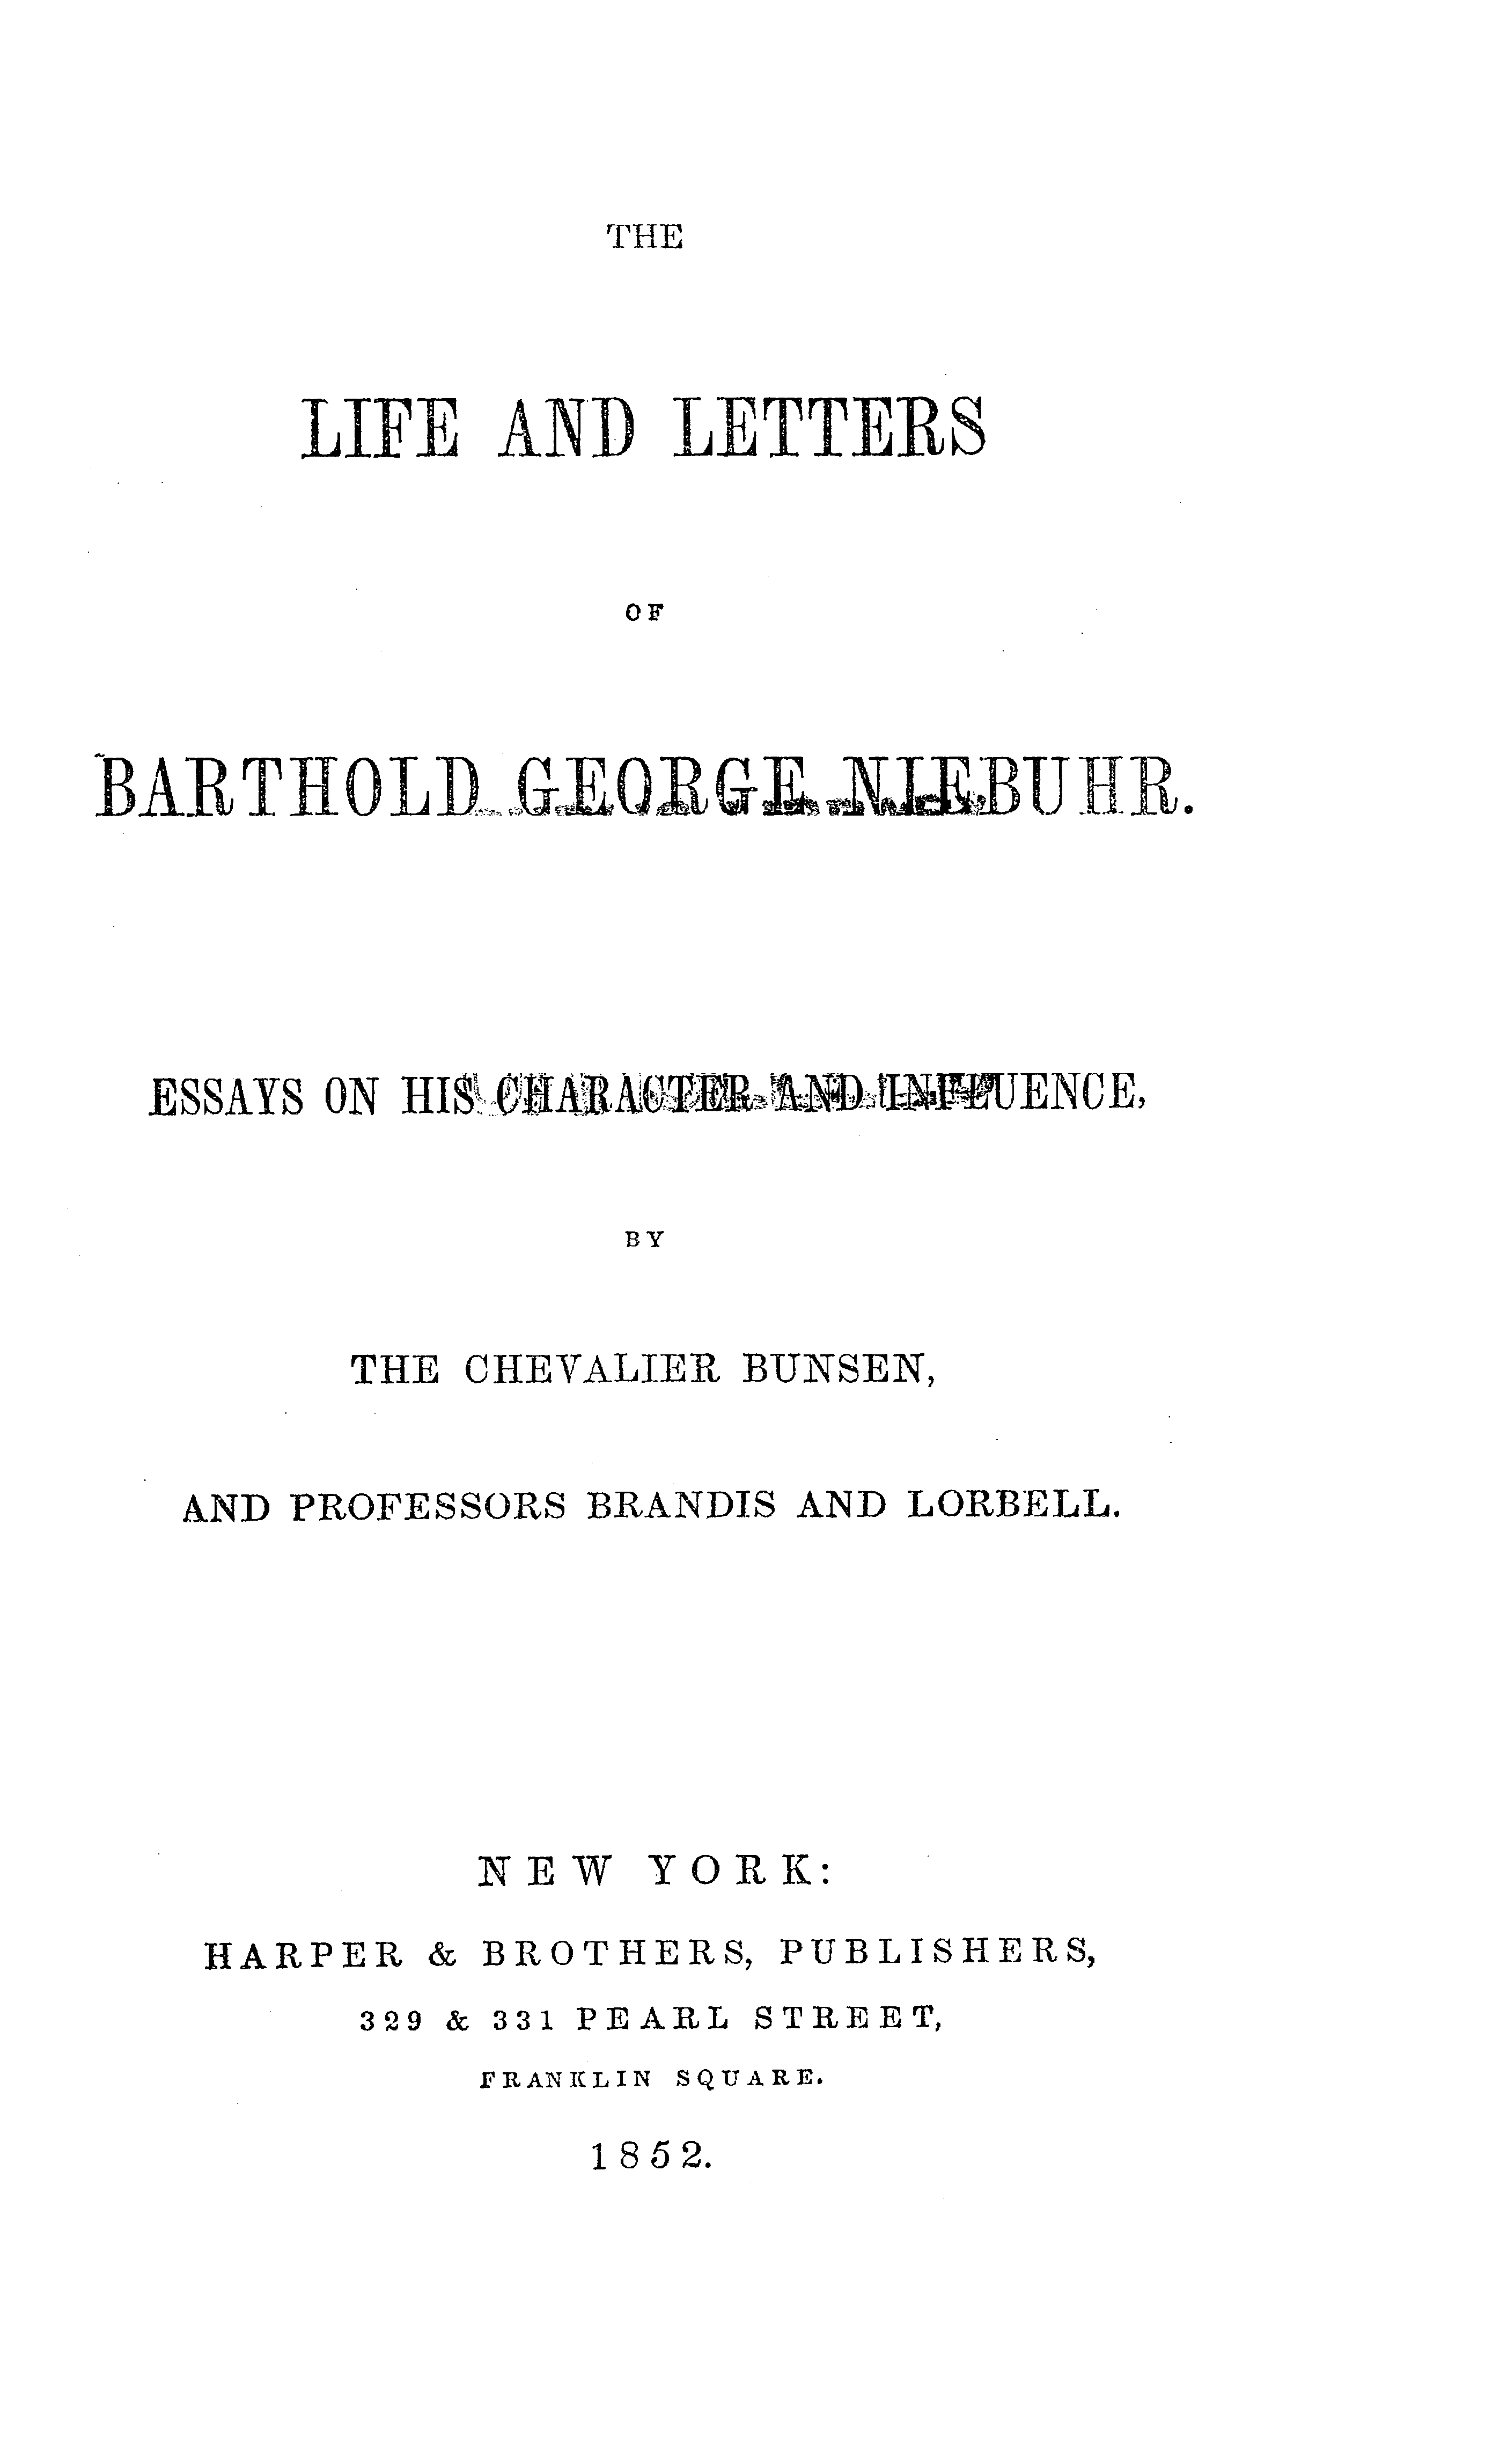 THE
LIFE AND LETTERS
OF
BARTHOLD GEORGE NIEBUHR.
ESSAYS ON HIS CHARACTER AND INFLUENCE,
BY
THE CHEVALIER BUNSEN,
AND PROFESSORS BRANDIS AND LORBELL.
NEW YORK:
HARPER & BROTHERS, PUBLISHERS,
329 & 331 PEARL STREET,
FRANKLIN SQUARE.
1852.